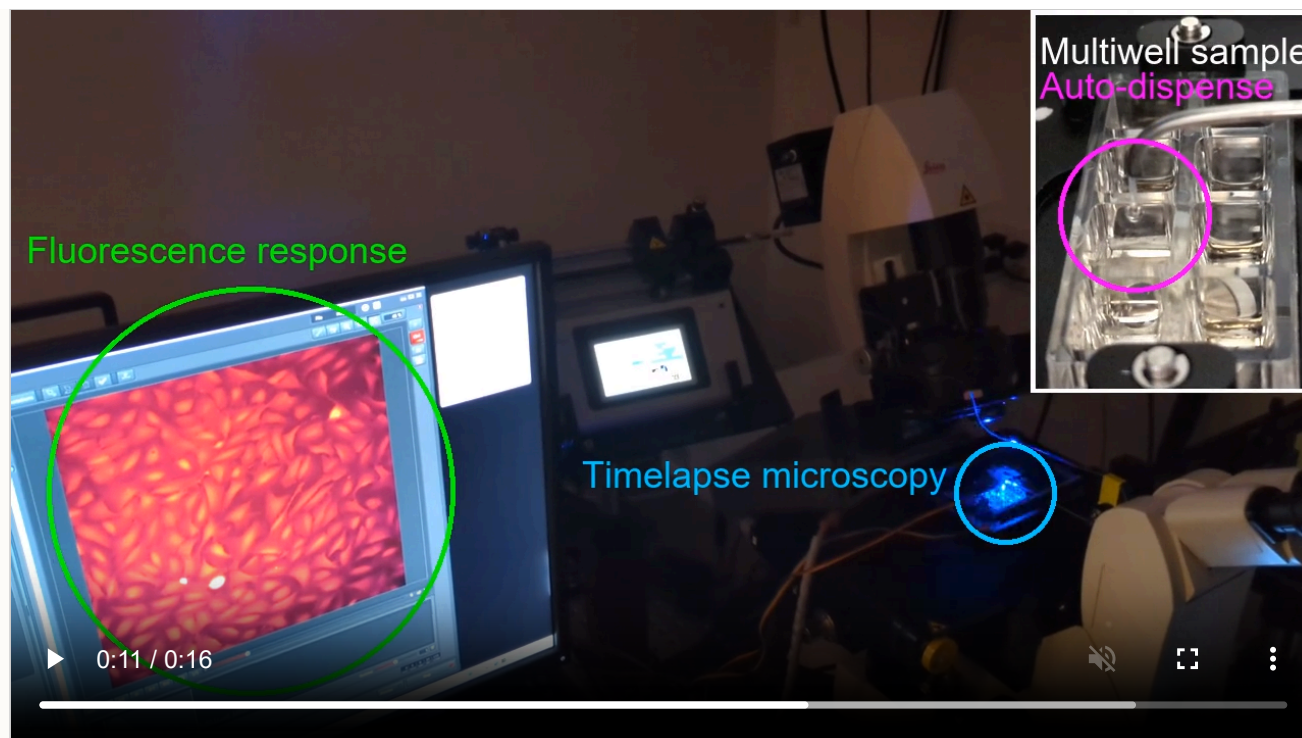 Multiwell sample
Auto-dispense
Fluorescence response
Timelapse microscopy
0:11 / 0:16